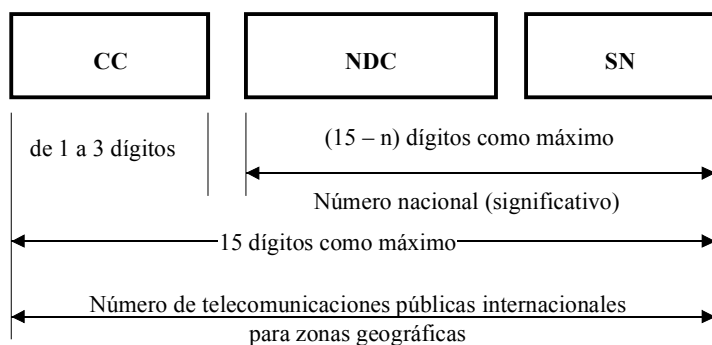 CC NDC SN
de 1 a 3 dígitos
(15 – n) dígitos como máximo
Número nacional (significativo)
15 dígitos como máximo
Número de telecomunicaciones públicas internacionales
para zonas geográficas